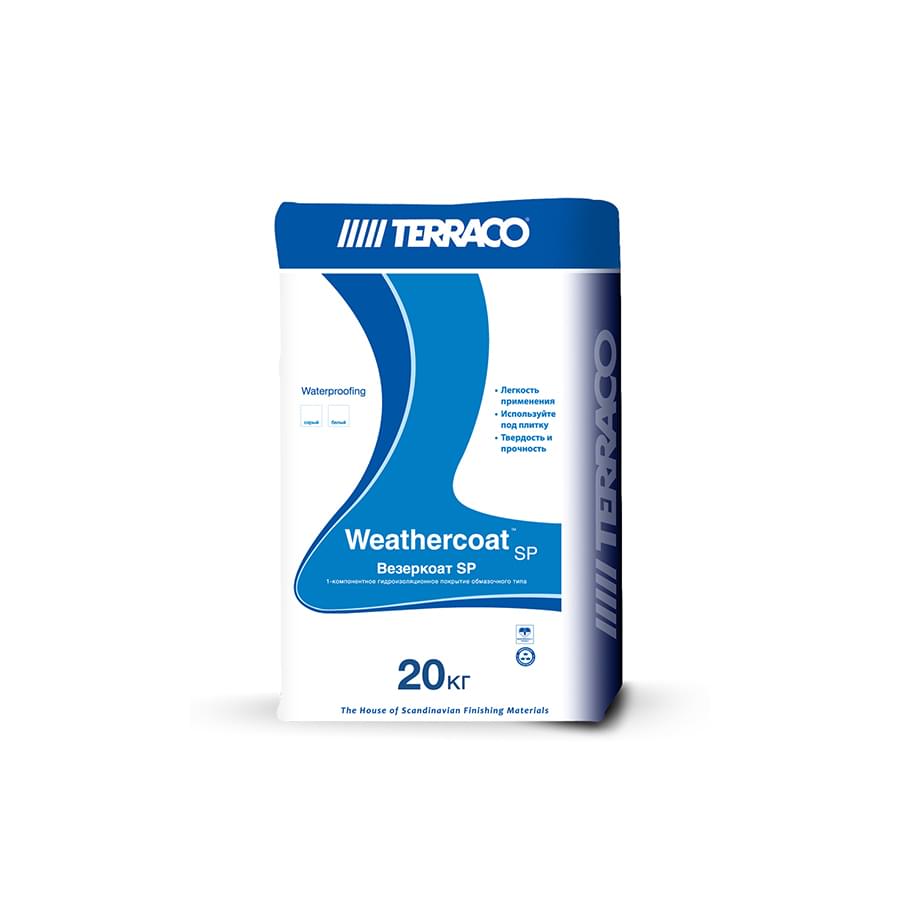 TERRACO®
Waterproofing
серый белый
• Легкость
применения
• Используйте
под плитку
• Твердость и
прочность
TERRACO
Weathercoat™ SP
Везеркоат SP
1-компонентное гидроизоляционное покрытие обмазочного типа
20кг
The House of Scandinavian Finishing Materials